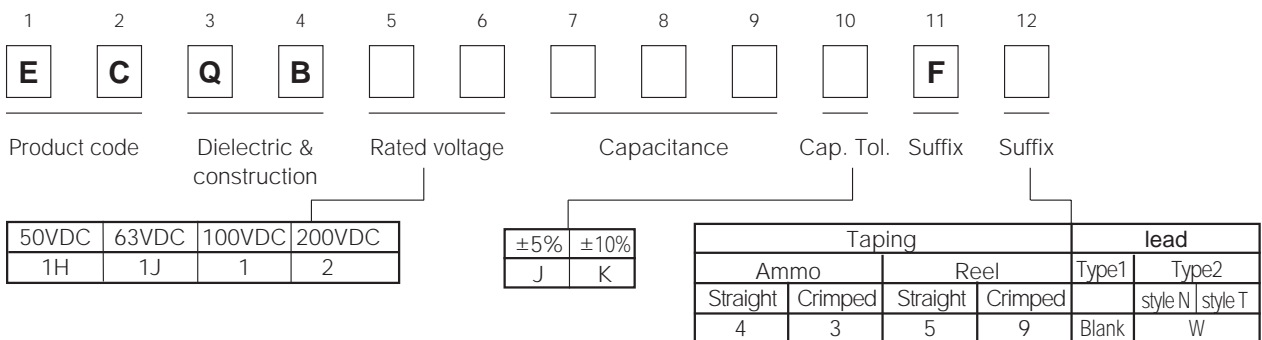 1 2 3 4 5 6 7 8 9 10 11 12
E C Q B F
Product code Dielectric & Rated voltage Capacitance Cap. Tol. Suffix Suffix
construction
50VDC 63VDC 100VDC 200VDC
1H 1J 1 2
±5% ±10%
J K
Taping lead
Ammo Reel Type1 Type2
Straight Crimped Straight Crimped style N style T
4 3 5 9 Blank W